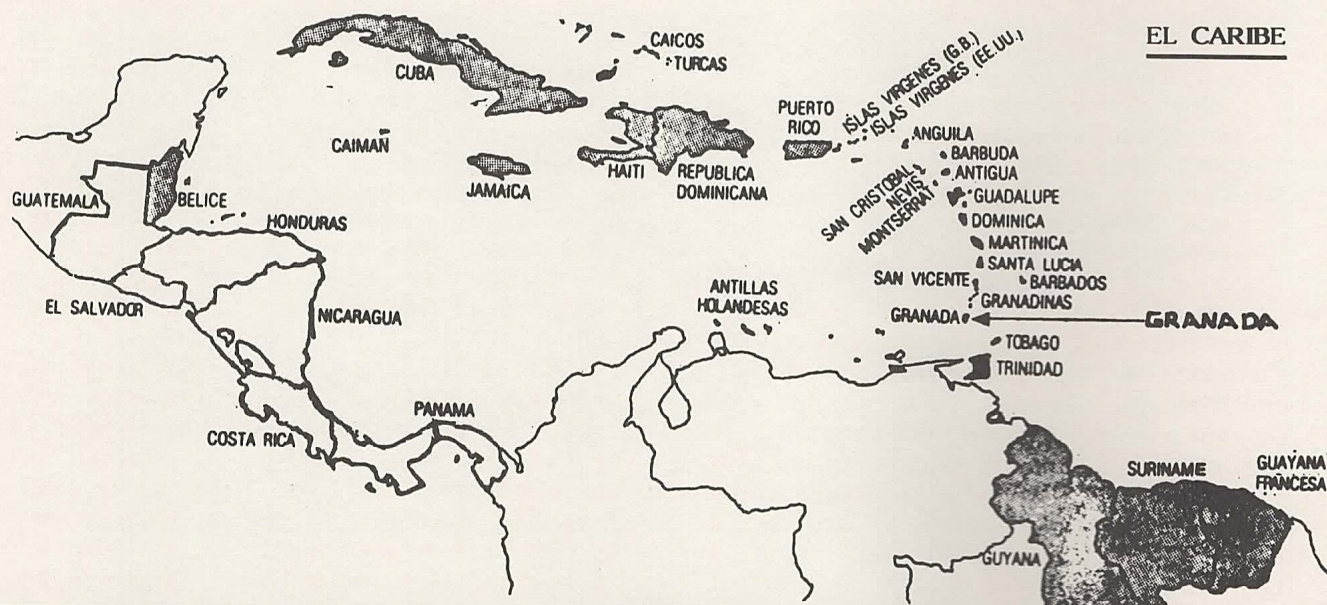 EL CARIBE
CAICOS
TURCAS
CUBA
ISLAS VIRGENES (G.B.)
ISLAS VIRGENES (EE.UU.)
PUERTO
RICO
ANGUILA
CAIMAÑ
BARBUDA
JAMAICA
HAITI
REPUBLICA
DOMINICANA
ANTIGUA
SAN CRISTOBAL
NEVIS
MONTSERRAT
GUADALUPE
GUATEMALA
BELICE
DOMINICA
HONDURAS
MARTINICA
SANTA LUCIA
SAN VICENTE
BARBADOS
ANTILLAS
HOLANDESAS
GRANADINAS
EL SALVADOR
NICARAGUA
GRANADA
GRANADA
TOBAGO
TRINIDAD
PANAMA
COSTA RICA
SURINAME
GUAYANA
FRANCESA
GUYANA